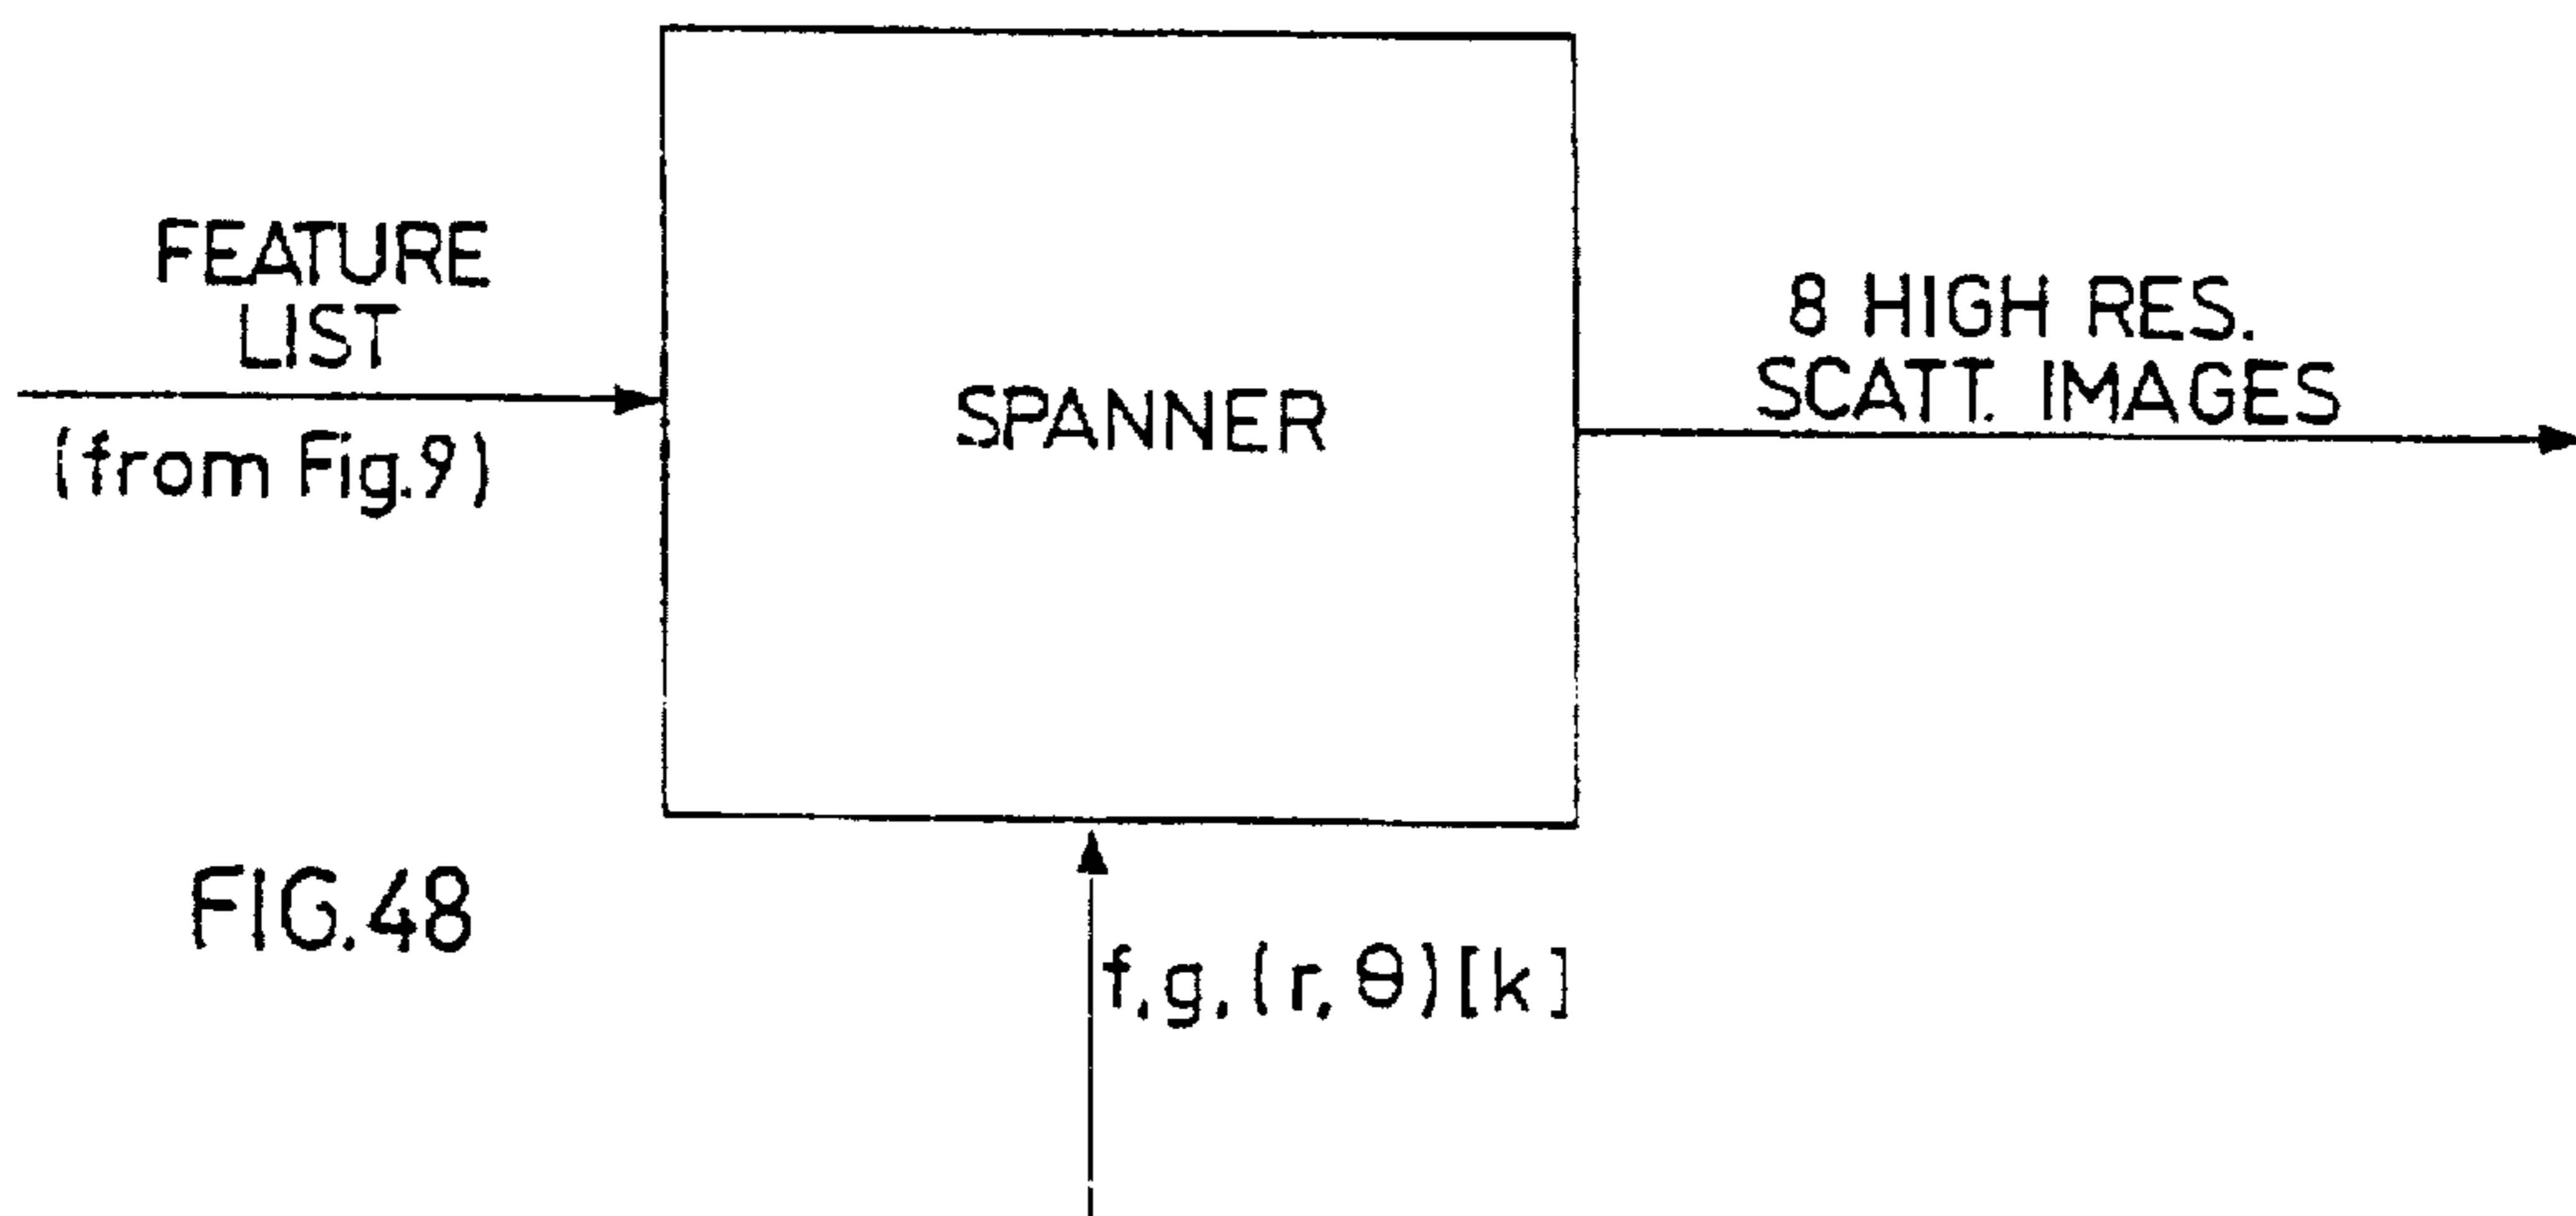 FEATURE
LIST
(from Fig.9)
SPANNER
8 HIGH RES.
SCATT. IMAGES
f,g,(r,θ)[k]
FIG.48